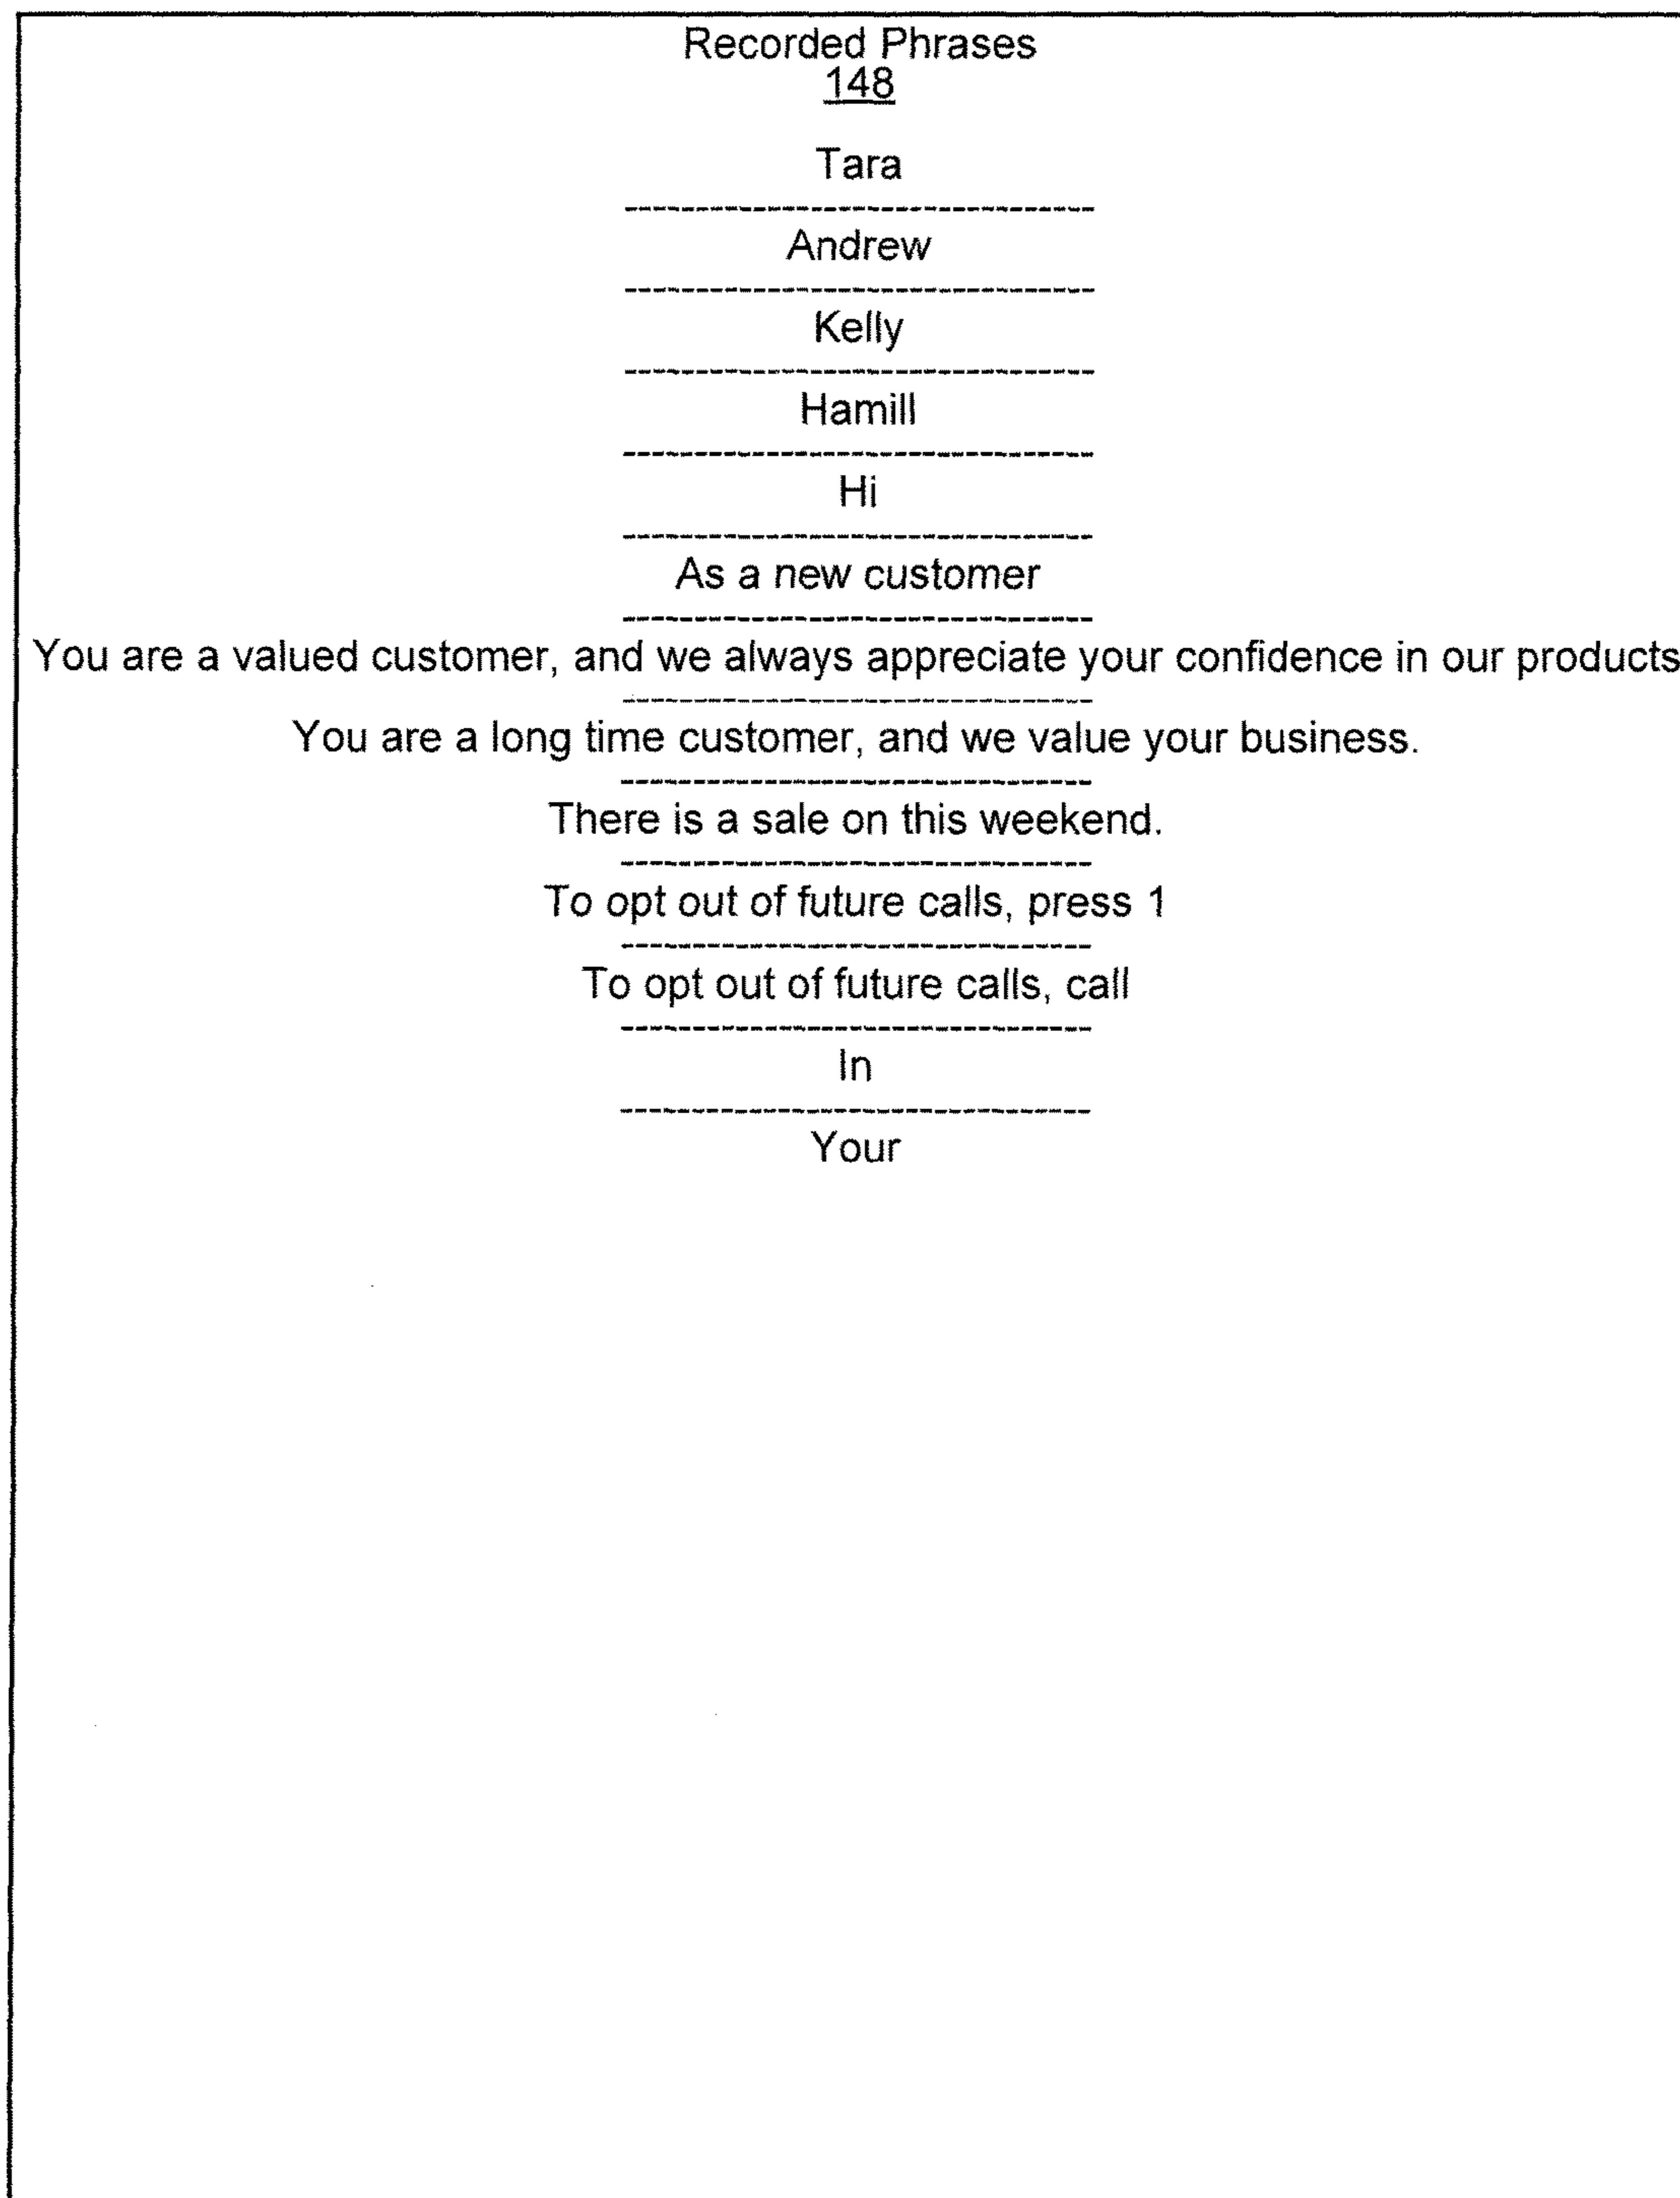 Recorded Phrases
148
Tara
Andrew
Kelly
Hamill
Hi
As a new customer
You are a valued customer, and we always appreciate your confidence in our products
You are a long time customer, and we value your business.
There is a sale on this weekend.
To opt out of future calls, press 1
To opt out of future calls, call
In
Your